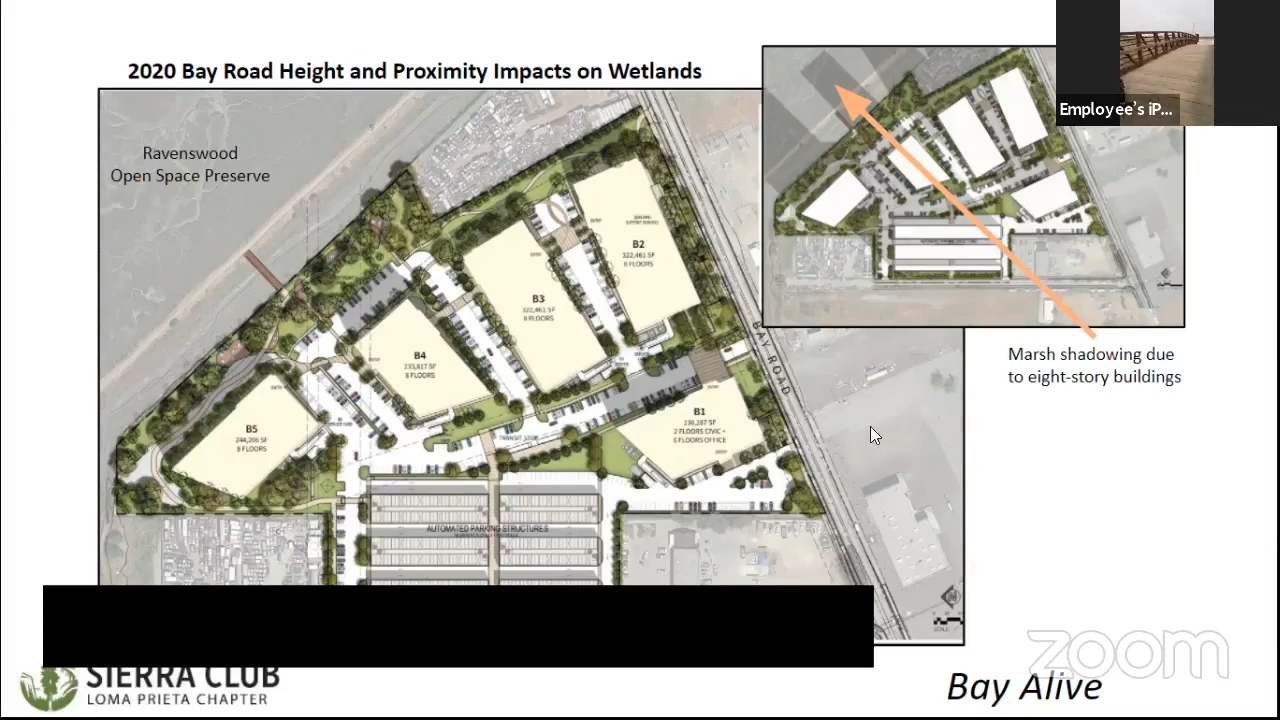 2020 Bay Road Height and Proximity Impacts on Wetlands
Employee's iP...
Ravenswood
Open Space Preserve
B2
322,461 SF
8 FLOORS
B3
322,461 SF
8 FLOORS
B4
233,817 SF
8 FLOORS
B5
244,206 SF
8 FLOORS
B1
2 FLOORS CIVIC +
6 FLOORS OFFICE
BAY ROAD
TRANSIT STOP
AUTOMATED PARKING STRUCTURES
Marsh shadowing due
to eight-story buildings
SIERRA CLUB
LOMA PRIETA CHAPTER
Bay Alive
zoom